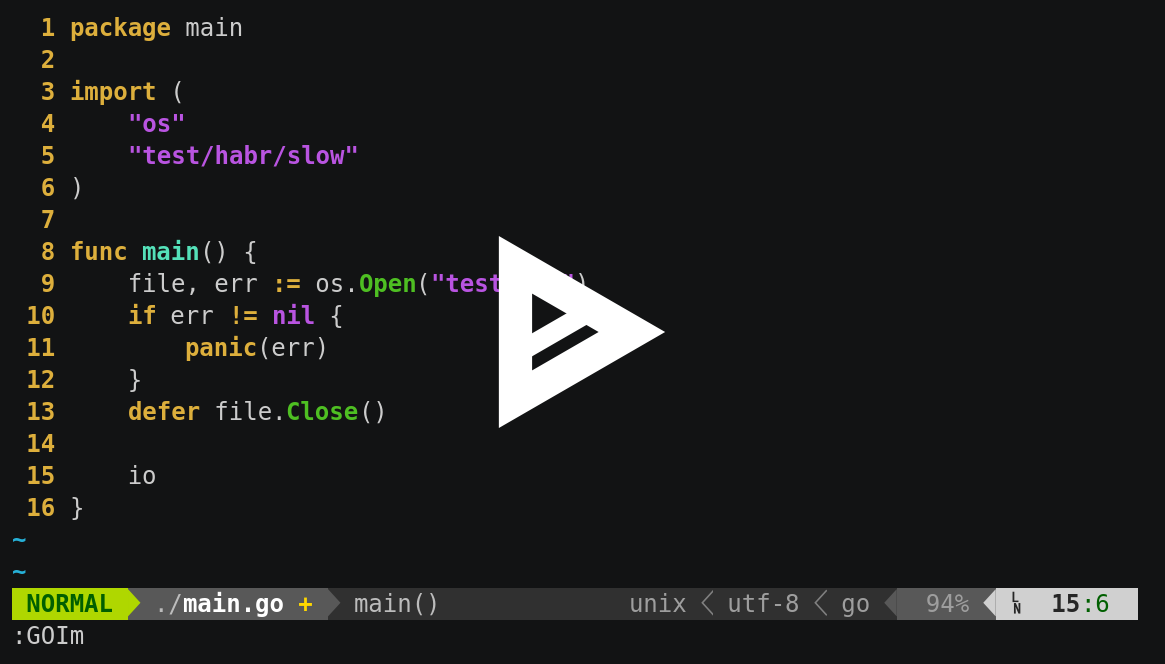 1 package main
2
3 import (
4     "os"
5     "test/habr/slow"
6 )
7
8 func main() {
9     file, err := os.Open("test
10     if err != nil {
11         panic(err)
12     }
13     defer file.Close()
14
15     io
16 }
~
~
NORMAL ./main.go + main() unix utf-8 go 94% LN 15:6
:GOIm